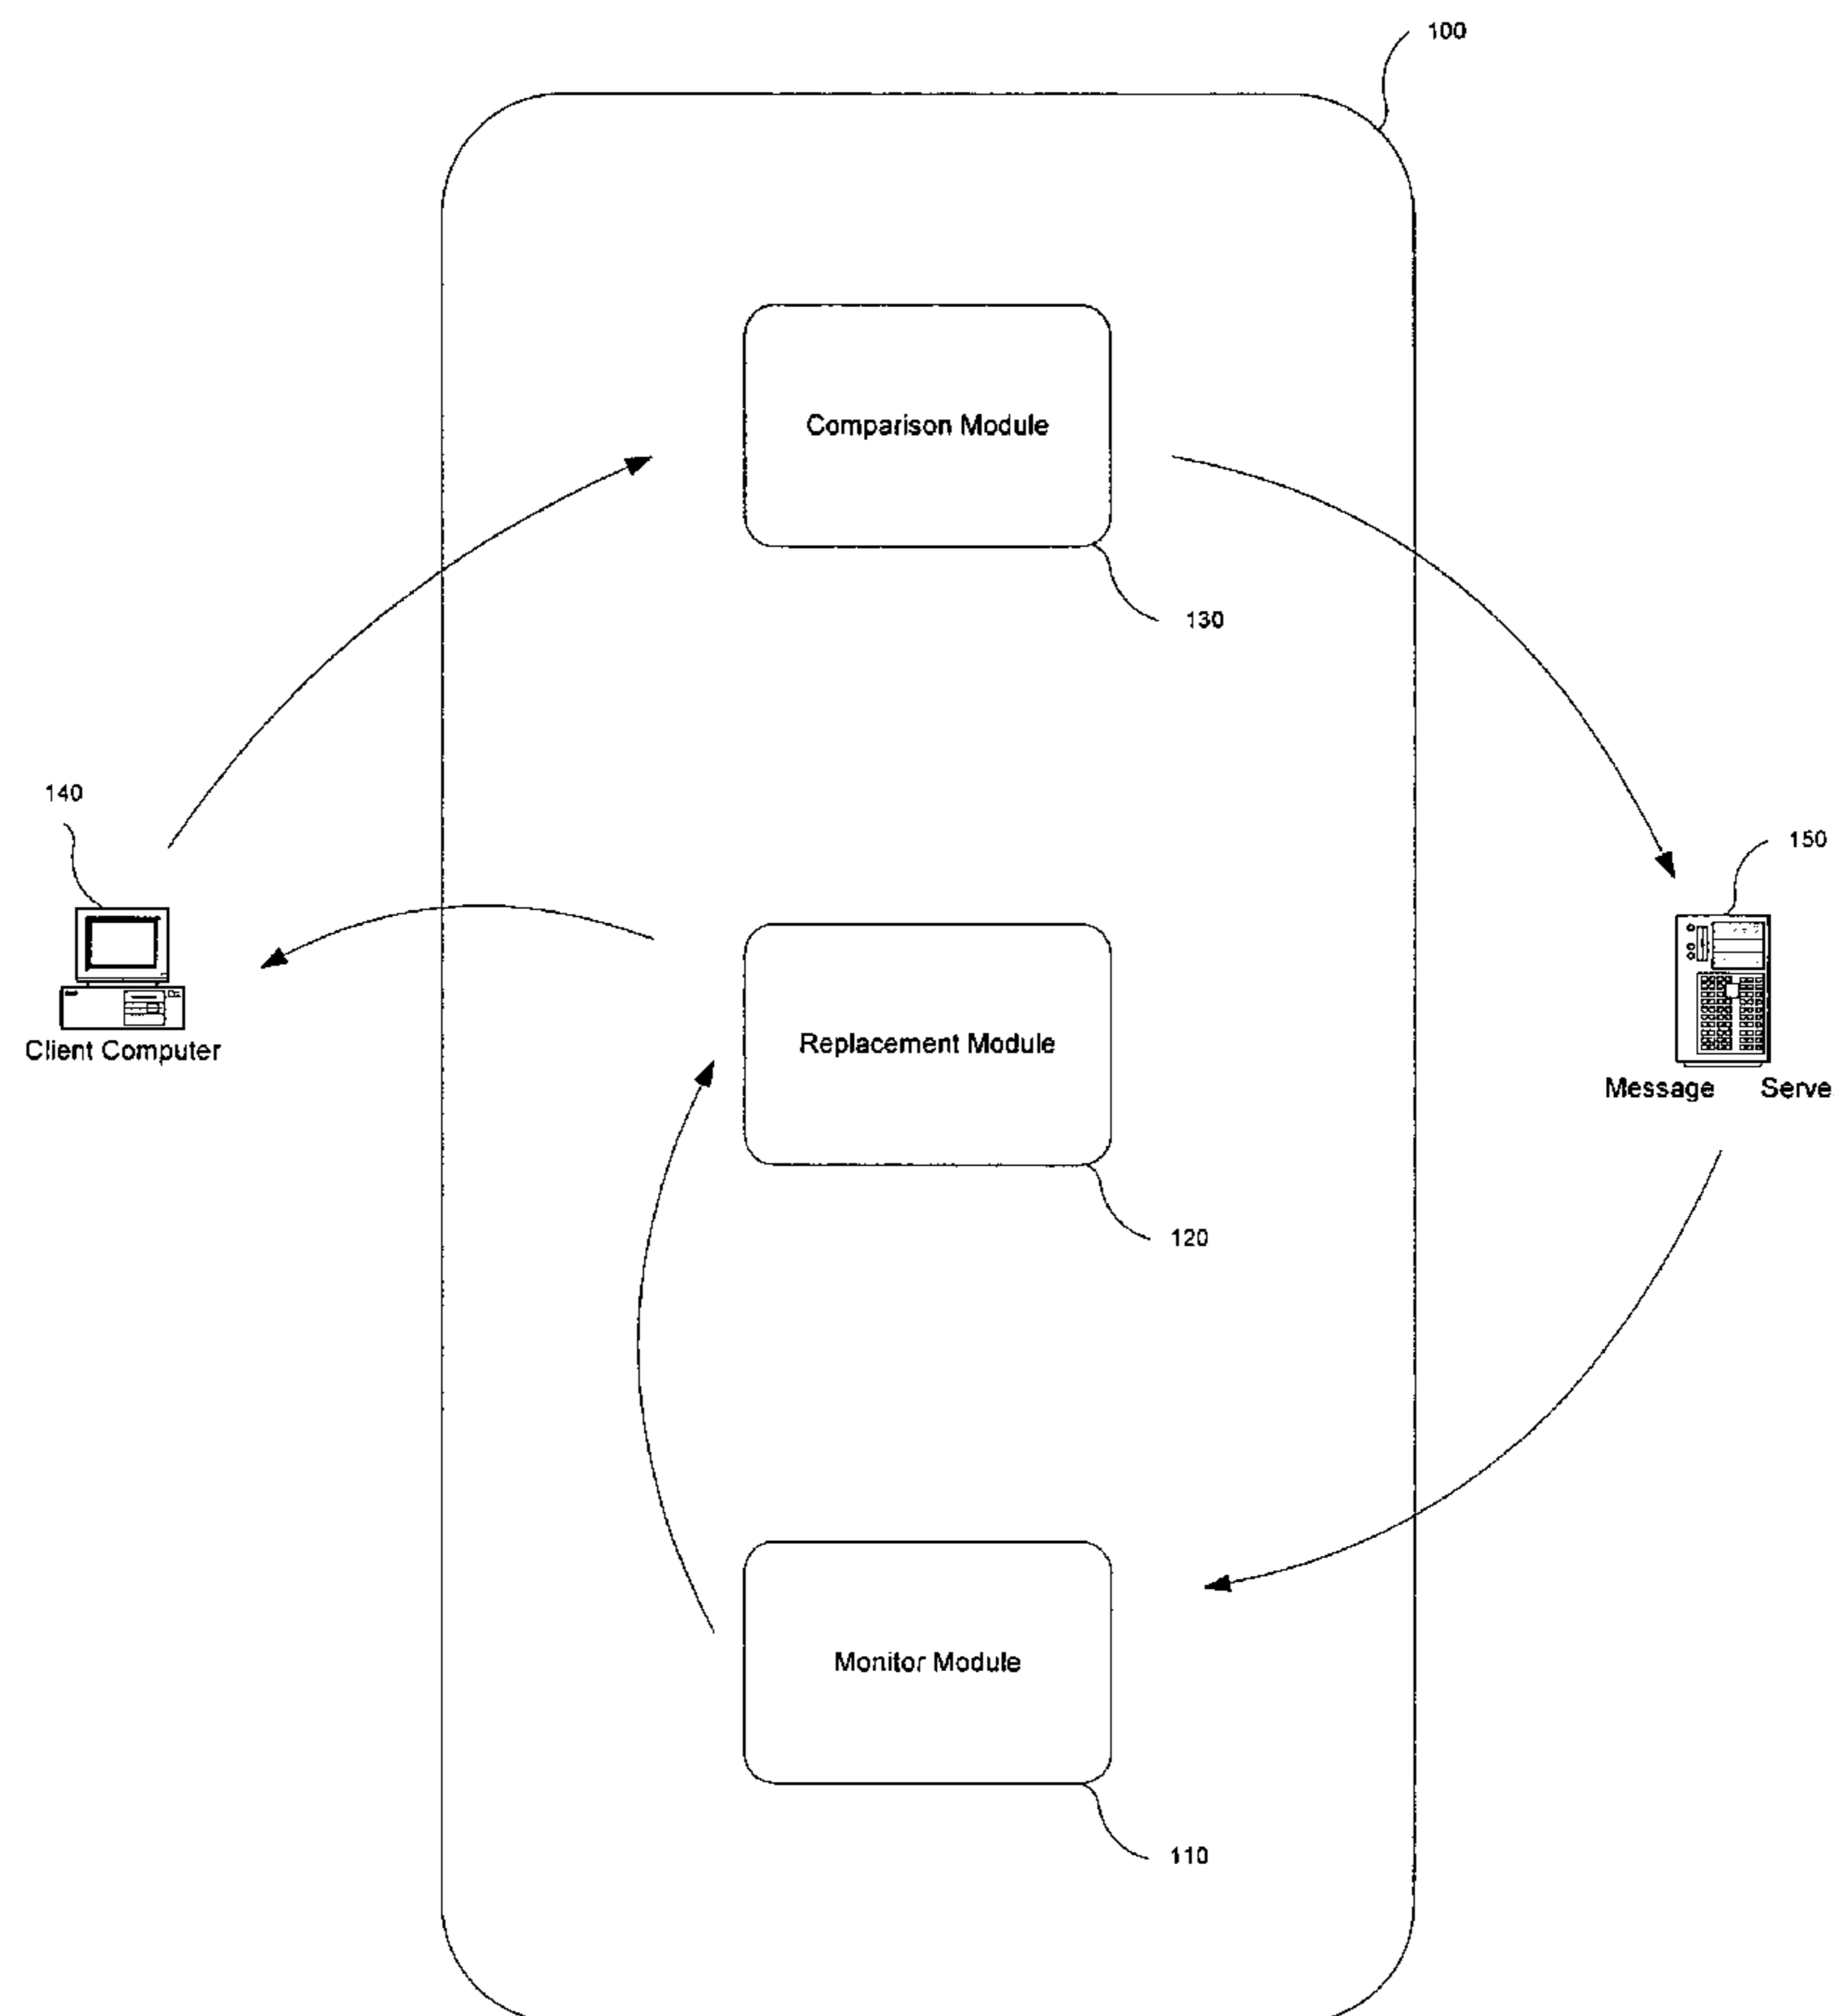 100
Comparison Module
130
140
150
Client Computer
Replacement Module
Message Serve
120
Monitor Module
110